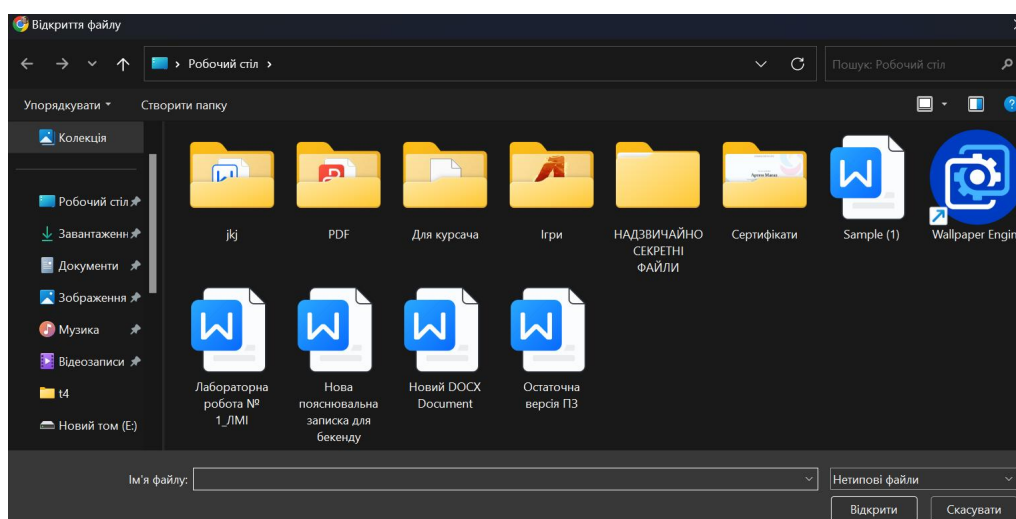 Відкриття файлу
Робочий стіл
Пошук: Робочий стіл
Упорядкувати
Створити папку
Колекція
Робочий стіл
Завантаженн
Документи
Зображення
Музика
Відеозаписи
t4
Новий том (E:)
jkj
PDF
Для курсача
Ігри
НАДЗВИЧАЙНО
СЕКРЕТНІ
ФАЙЛИ
Сертифікати
Sample (1)
Wallpaper Engin
Лабораторна
робота №
1_ЛМІ
Нова
пояснювальна
записка для
бекенду
Новий DOCX
Document
Остаточна
версія ПЗ
Ім'я файлу:
Нетипові файли
Відкрити
Скасувати